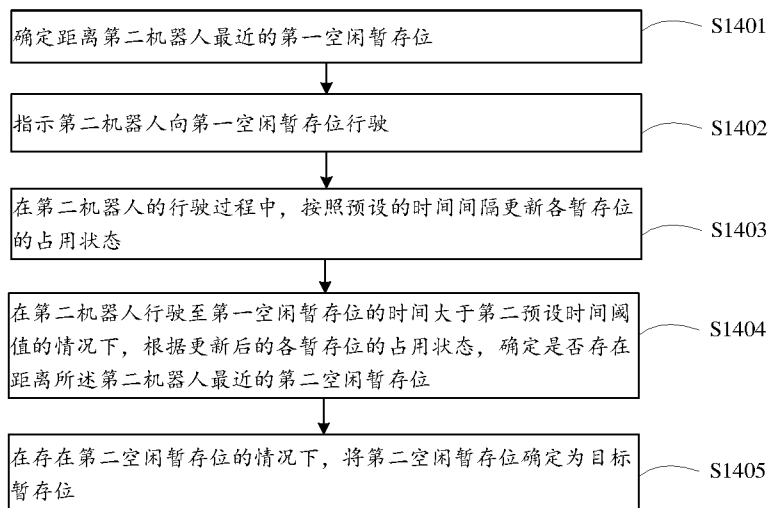 确定距离第二机器人最近的第一空闲暂存位
S1401
指示第二机器人向第一空闲暂存位行驶
S1402
在第二机器人的行驶过程中，按照预设的时间间隔更新各暂存位
的占用状态
S1403
在第二机器人行驶至第一空闲暂存位的时间大于第二预设时间阈
值的情况下，根据更新后的各暂存位的占用状态，确定是否存在
距离所述第二机器人最近的第二空闲暂存位
S1404
在存在第二空闲暂存位的情况下，将第二空闲暂存位确定为目标
暂存位
S1405